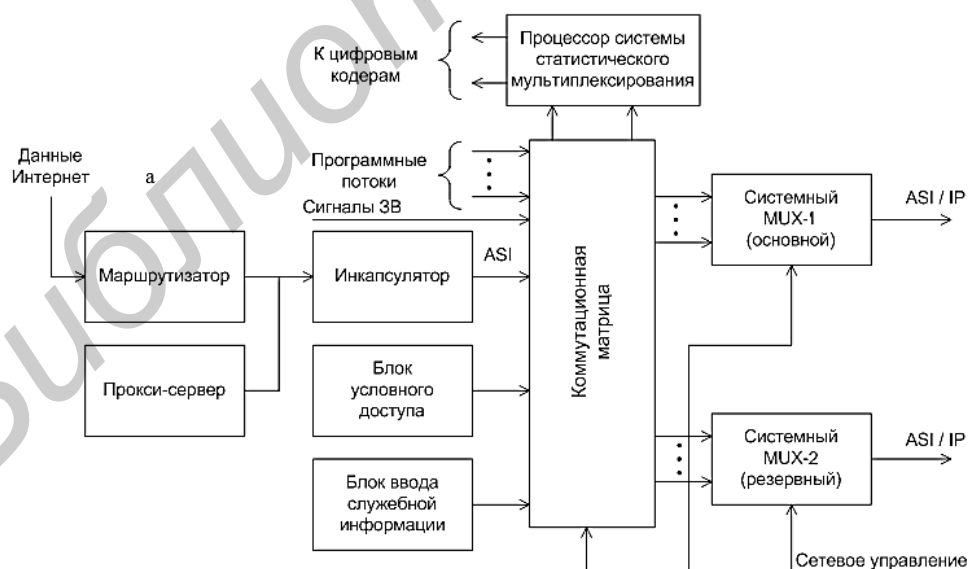 К цифровым
кодерам
Процессор системы
статистического
мультиплексирования
Данные
Интернет
а
Программные
потоки
Сигналы ЗВ
Маршрутизатор
Инкапсулятор
ASI
Прокси-сервер
Блок
условного
доступа
Блок ввода
служебной
информации
Коммутационная
матрица
Системный
MUX-1
(основной)
ASI / IP
Системный
MUX-2
(резервный)
ASI / IP
Сетевое управление